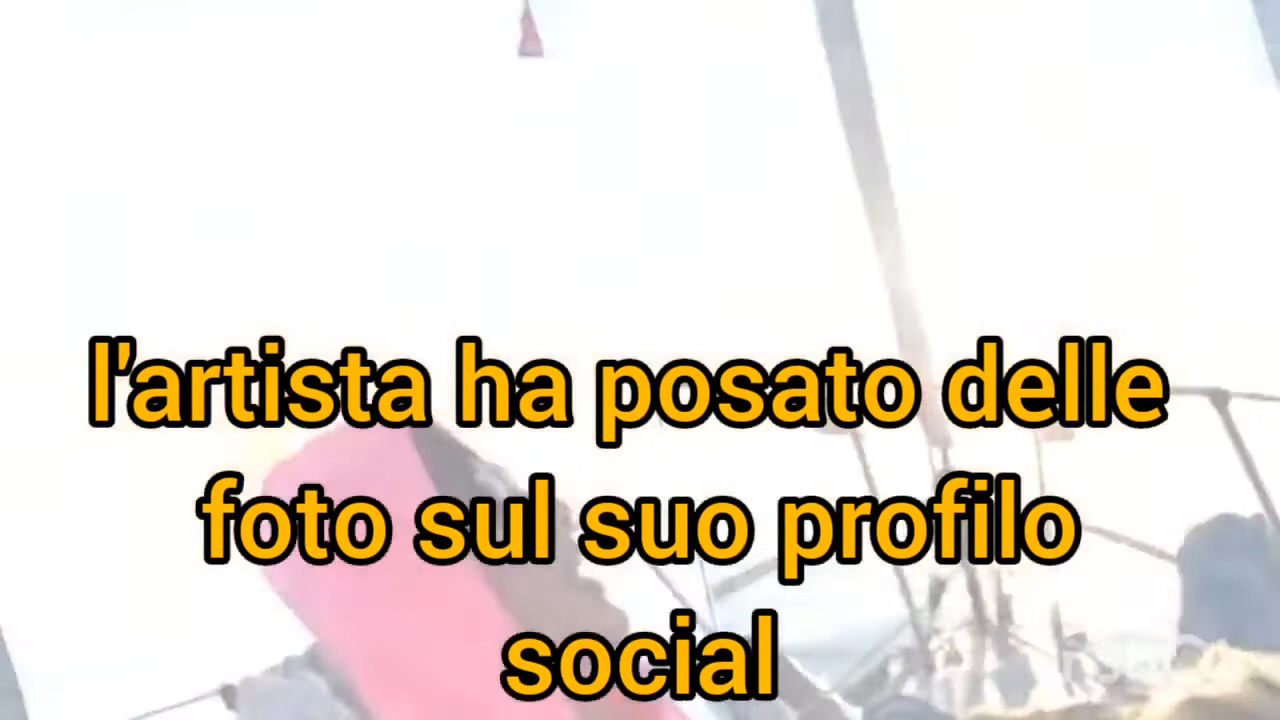 l'artista ha posato delle
foto sul suo profilo
social